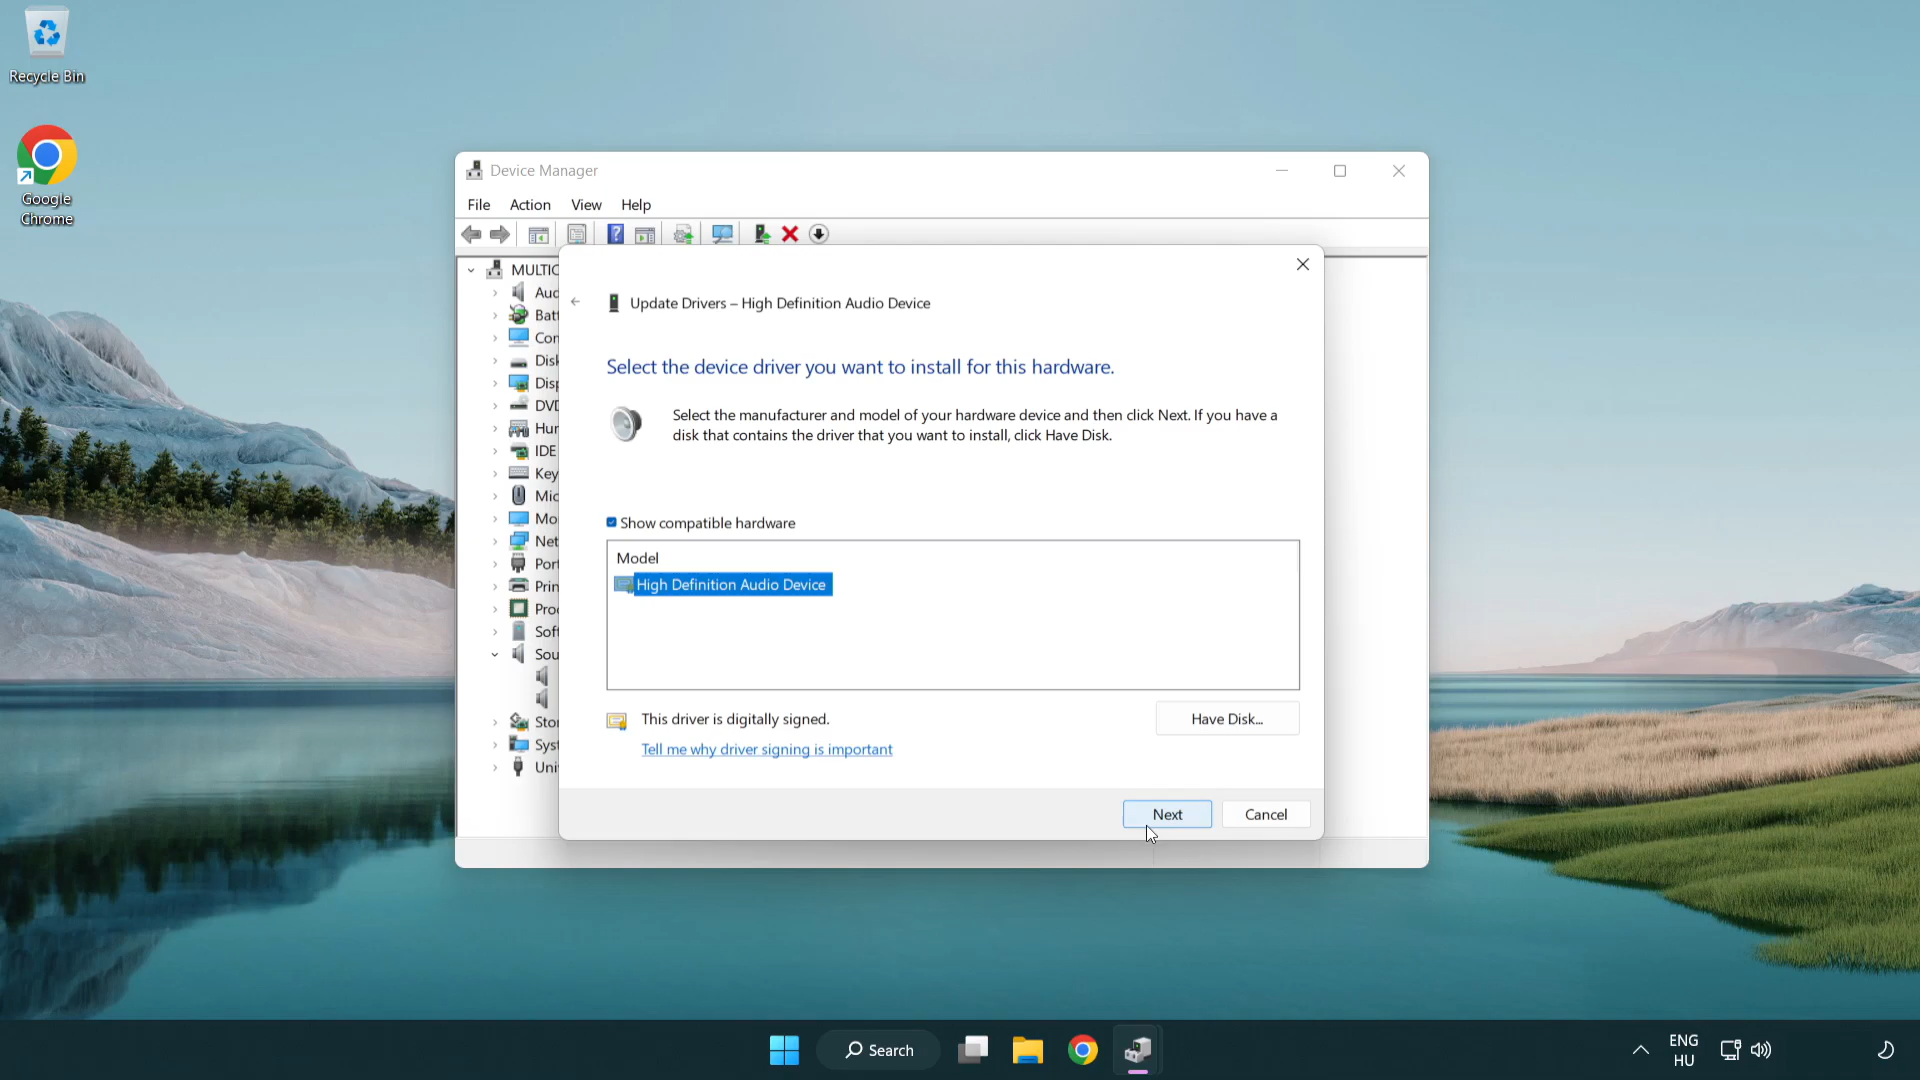 Recycle Bin
Google
Chrome
Device Manager
File Action View Help
MULTIC
Aud
Batt
Com
Disk
Disp
DVD
Hum
IDE
Key
Mic
Mo
Net
Port
Prin
Proc
Soft
Sou
Stor
Syst
Uni
Update Drivers – High Definition Audio Device
Select the device driver you want to install for this hardware.
Select the manufacturer and model of your hardware device and then click Next. If you have a
disk that contains the driver that you want to install, click Have Disk.
Show compatible hardware
Model
High Definition Audio Device
This driver is digitally signed.
Have Disk...
Tell me why driver signing is important
Next
Cancel
Search
ENG
HU